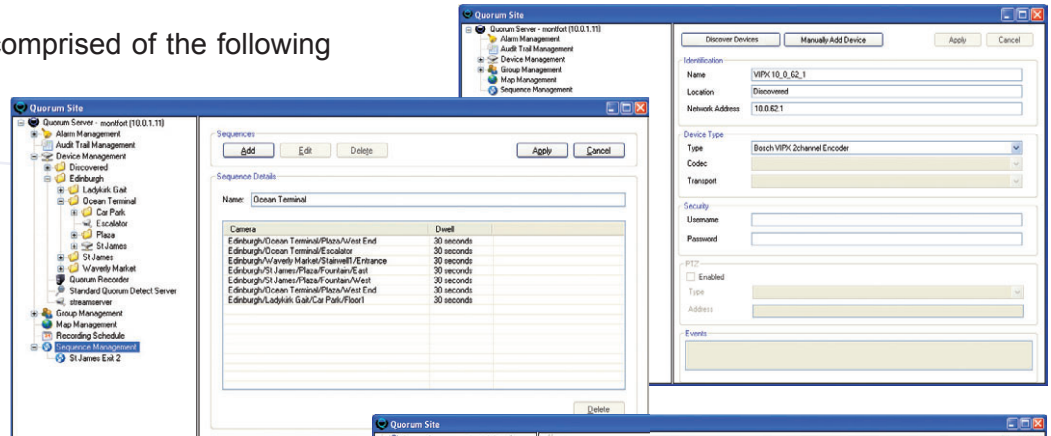 comprised of the following
Quorum Site
Quorum Server - montfort (10.0.1.11)
Alarm Management
Audit Trail Management
Device Management
Group Management
Map Management
Sequence Management
Discover Devices
Manually Add Device
Apply
Cancel
Identification
Name
VIPX 10_0_62_1
Location
Discovered
Network Address
10.0.62.1
Device Type
Type
Bosch VIPX 2channel Encoder
Codec
Transport
Security
Username
Password
PTZ
Enabled
Type
Address
Events
Quorum Site
Quorum Server - montfort (10.0.1.11)
Alarm Management
Audit Trail Management
Device Management
Discovered
Edinburgh
Ladykirk Gait
Ocean Terminal
Car Park
Escalator
Plaza
St James
St James
Waverly Market
Quorum Recorder
Standard Quorum Detect Server
streamserver
Group Management
Map Management
Recording Schedule
Sequence Management
St James Exit 2
Sequences
Add
Edit
Delete
Apply
Cancel
Sequence Details
Name: Ocean Terminal
Camera Dwell
Edinburgh/Ocean Terminal/Plaza/West End 30 seconds
Edinburgh/Ocean Terminal/Escalator 30 seconds
Edinburgh/Waverly Market/Stairwell1/Entrance 30 seconds
Edinburgh/St James/Plaza/Fountain/East 30 seconds
Edinburgh/St James/Plaza/Fountain/West 30 seconds
Edinburgh/Ocean Terminal/Plaza/West End 30 seconds
Edinburgh/Ladykirk Gait/Car Park/Floor1 30 seconds
Delete
Quorum Site